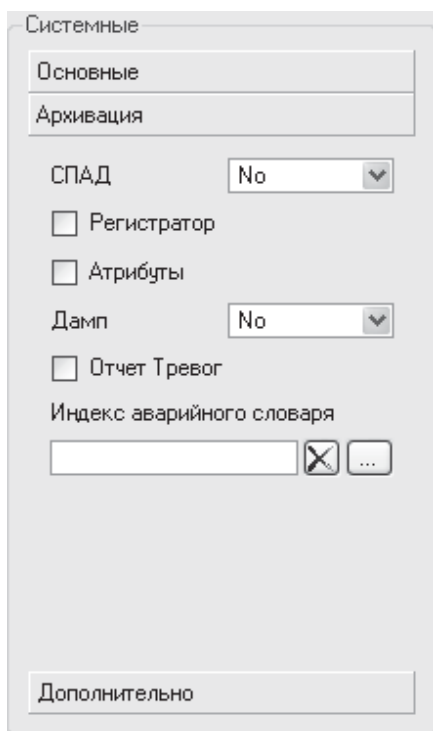 Системные
Основные
Архивация
СПАД No
Регистратор
Атрибуты
Дамп No
Отчет Тревог
Индекс аварийного словаря
...
Дополнительно